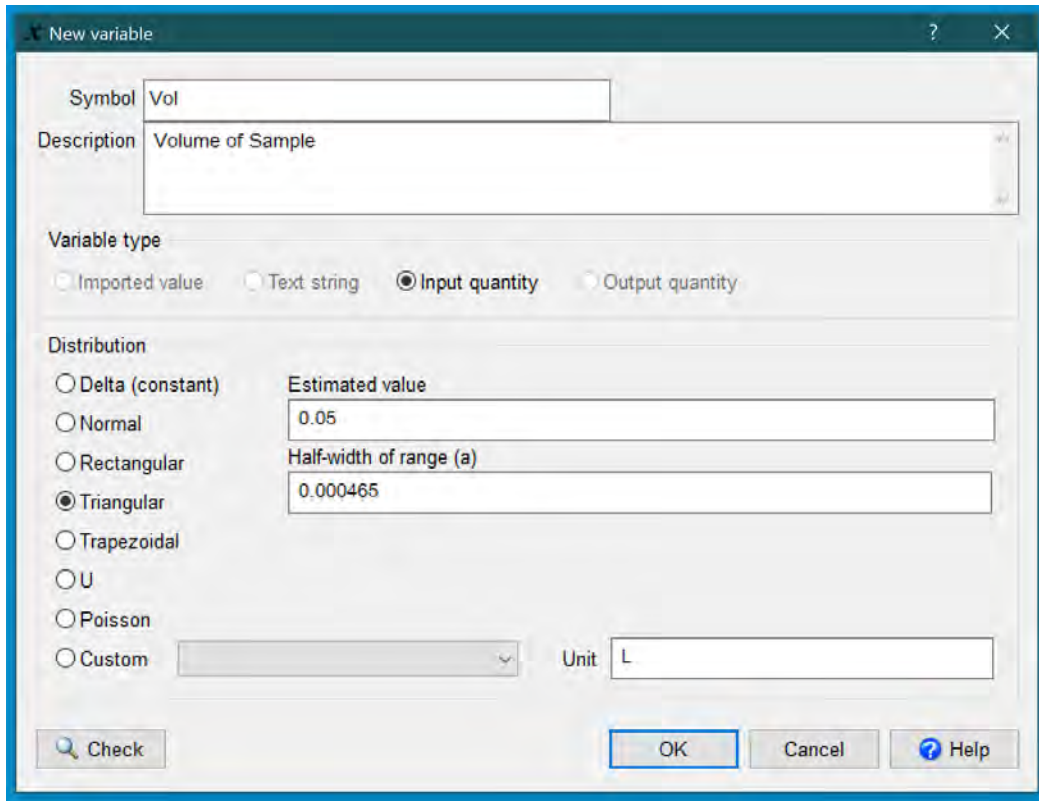 New variable ?
Symbol Vol
Description Volume of Sample
Variable type
Imported value Text string Input quantity Output quantity
Distribution
Delta (constant) Estimated value
Normal 0.05
Rectangular Half-width of range (a)
Triangular 0.000465
Trapezoidal
U
Poisson
Custom Unit L
Check OK Cancel ? Help